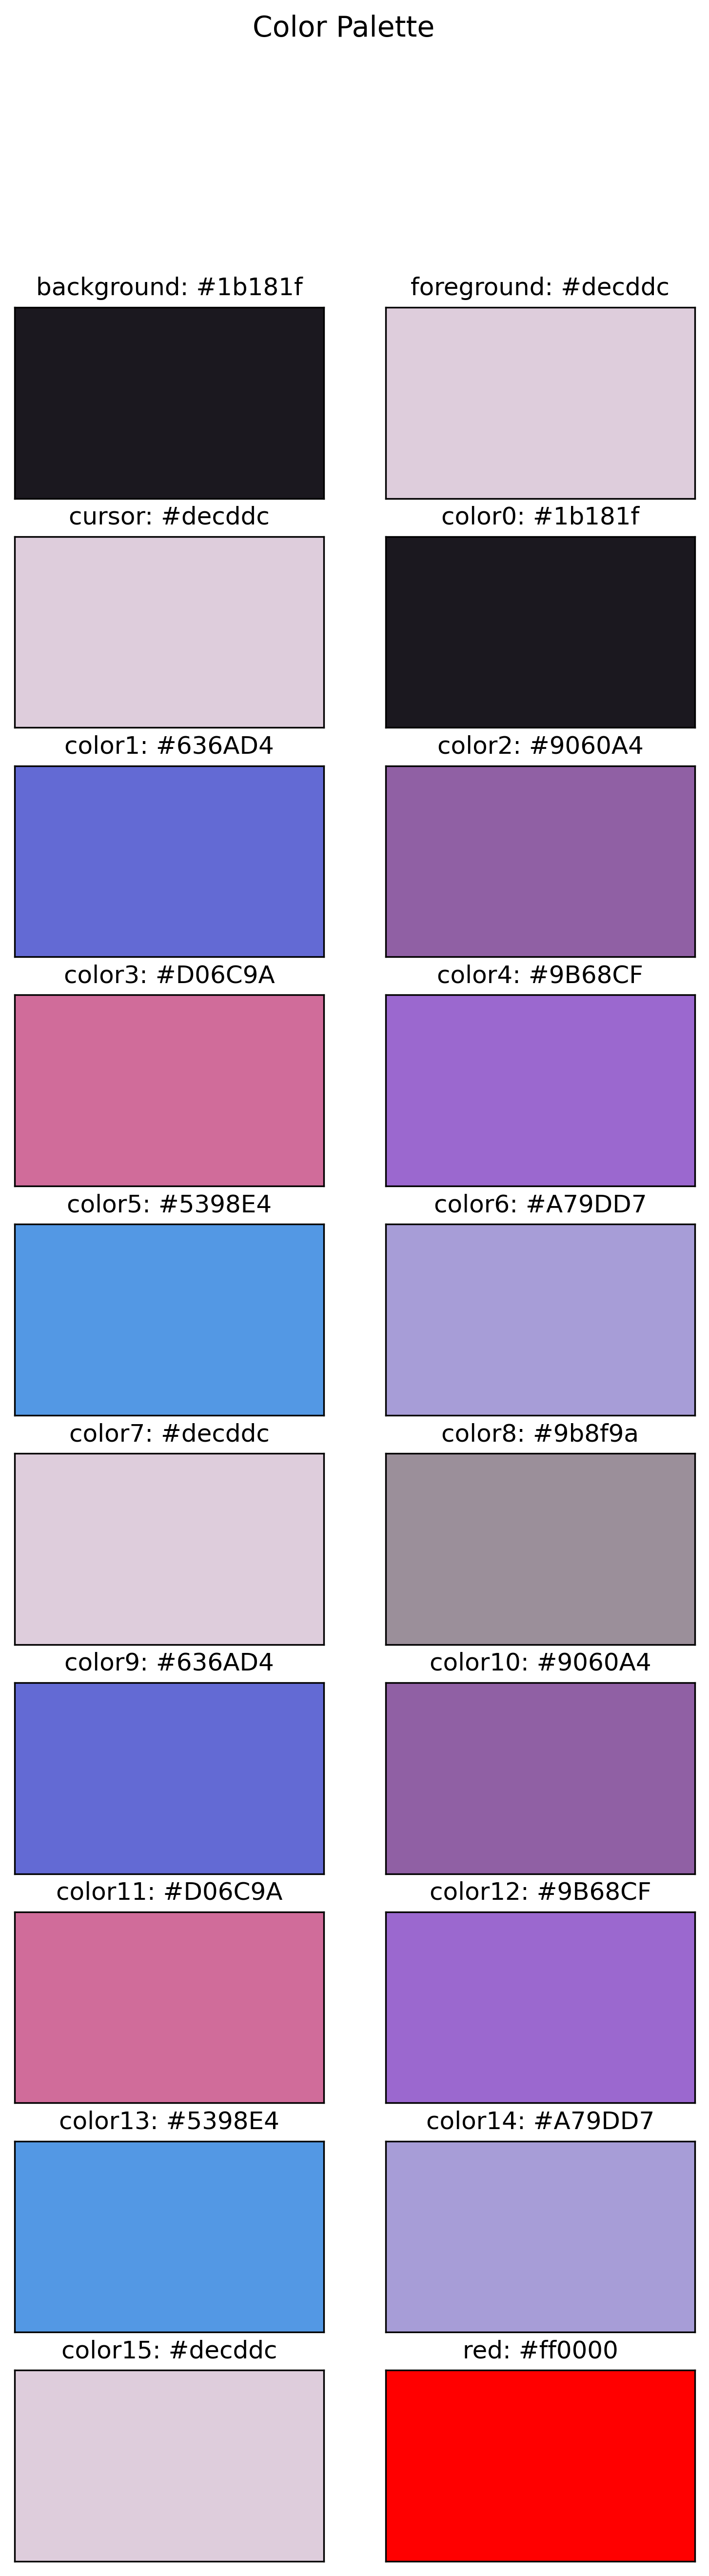 Color Palette
background: #1b181f
foreground: #decddc
cursor: #decddc
color0: #1b181f
color1: #636AD4
color2: #9060A4
color3: #D06C9A
color4: #9B68CF
color5: #5398E4
color6: #A79DD7
color7: #decddc
color8: #9b8f9a
color9: #636AD4
color10: #9060A4
color11: #D06C9A
color12: #9B68CF
color13: #5398E4
color14: #A79DD7
color15: #decddc
red: #ff0000